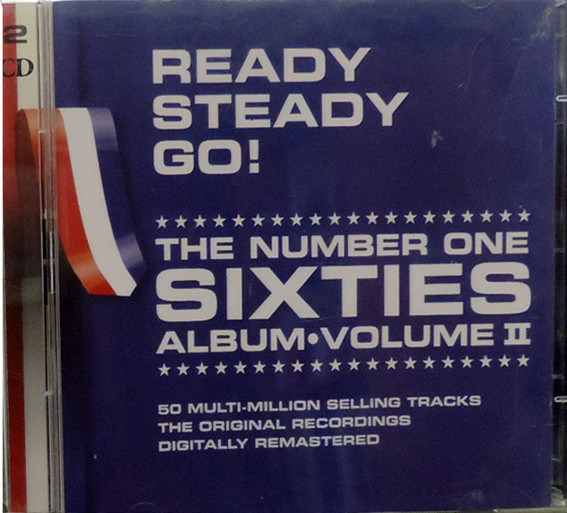 2
CD
READY
STEADY
GO!
THE NUMBER ONE
SIXTIES
ALBUM•VOLUME II
50 MULTI-MILLION SELLING TRACKS
THE ORIGINAL RECORDINGS
DIGITALLY REMASTERED